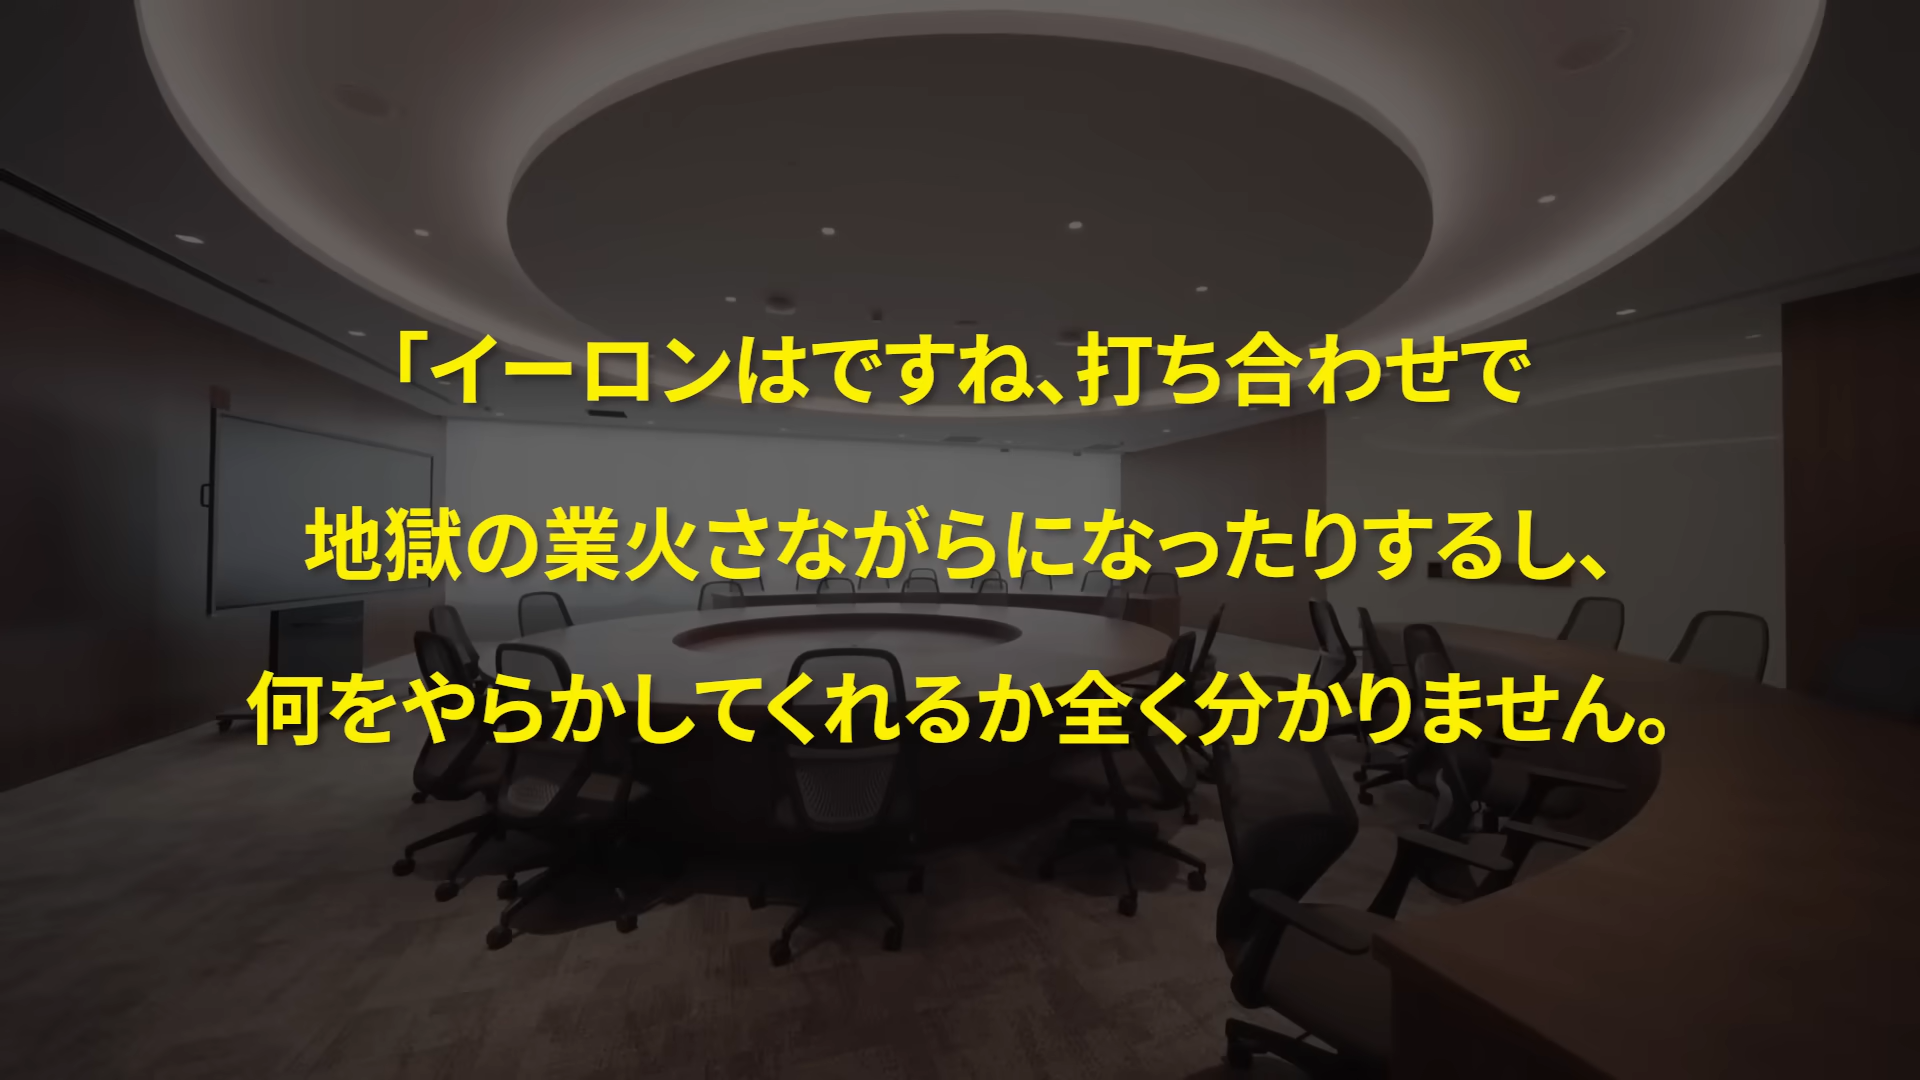 「イーロンはですね、打ち合わせで
地獄の業火さながらになったりするし、
何をやらかしてくれるか全く分かりません。